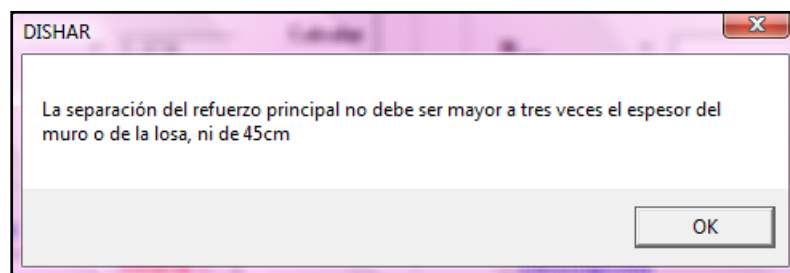 DISHAR
La separación del refuerzo principal no debe ser mayor a tres veces el espesor del
muro o de la losa, ni de 45cm
OK